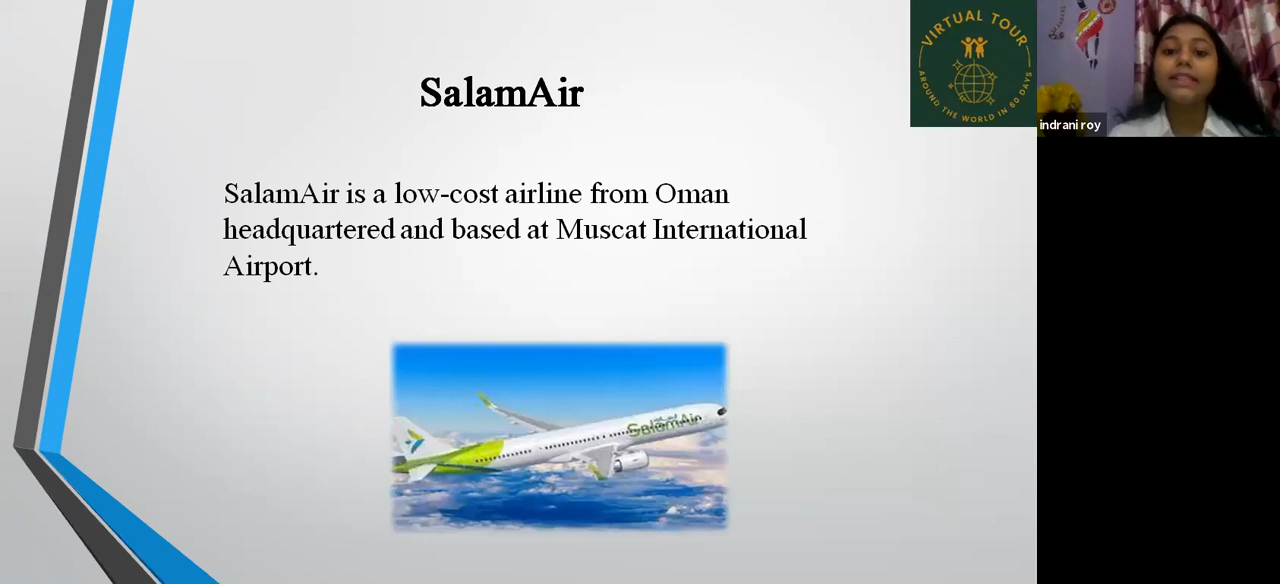 SalamAir
SalamAir is a low-cost airline from Oman
headquartered and based at Muscat International
Airport.
SalamAir
VIRTUAL TOUR
AROUND THE WORLD IN 60 DAYS
indrani roy